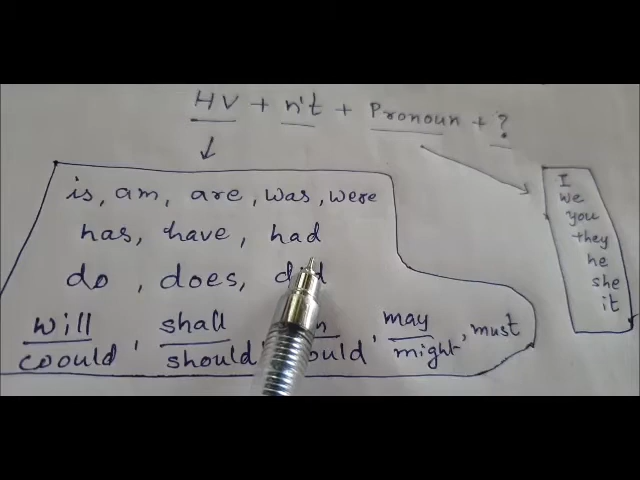 HV + n't + Pronoun + ?
is, am, are, was, were
has, have, had
do, does, did
will, shall, may, must
coould, should, might
I
we
you
they
he
she
it